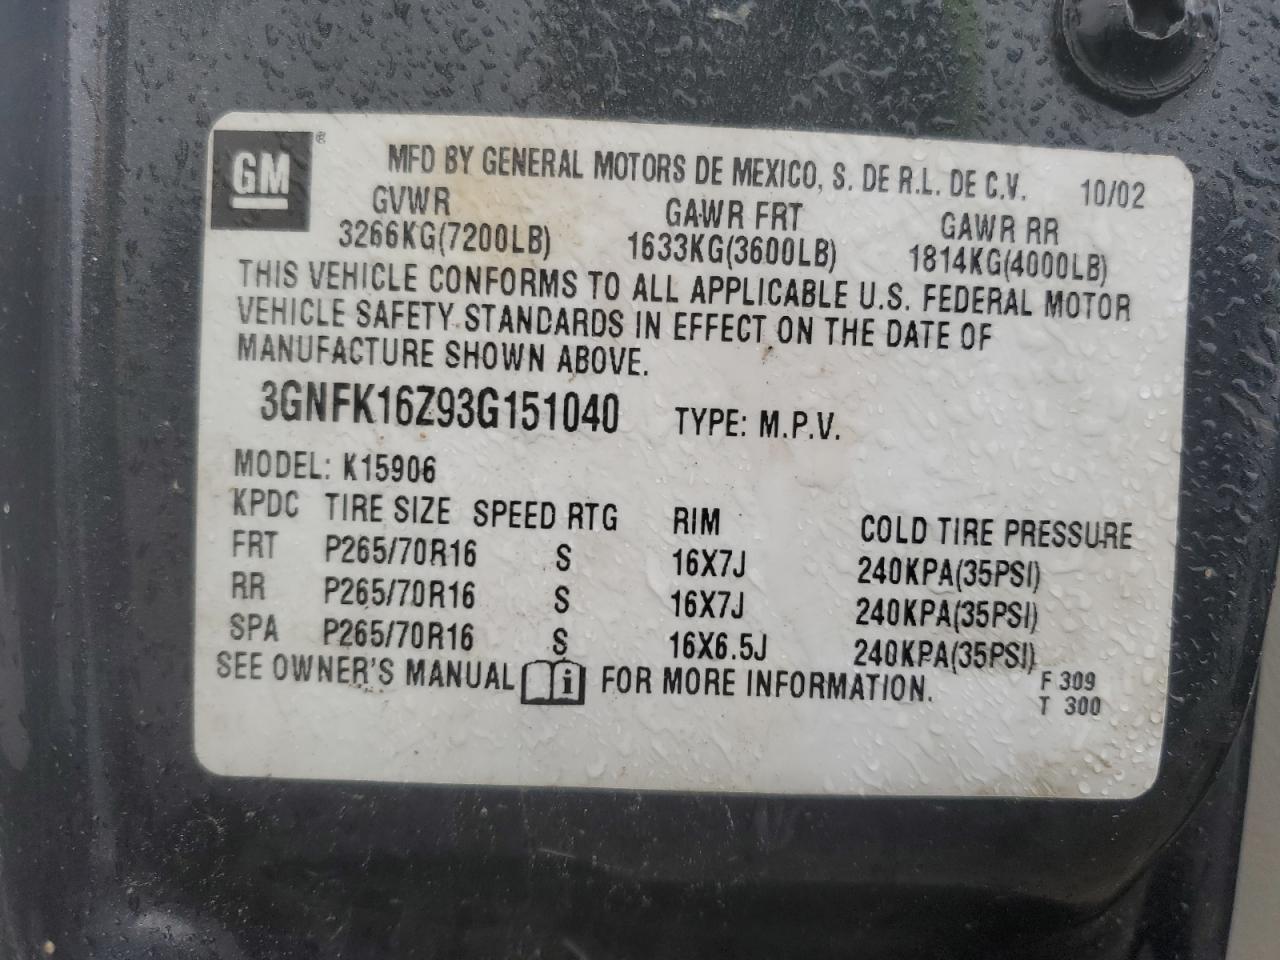 GM ®
MFD BY GENERAL MOTORS DE MEXICO, S. DE R.L. DE C.V. 10/02
GVWR GAWR FRT GAWR RR
3266KG(7200LB) 1633KG(3600LB) 1814KG(4000LB)
THIS VEHICLE CONFORMS TO ALL APPLICABLE U.S. FEDERAL MOTOR
VEHICLE SAFETY STANDARDS IN EFFECT ON THE DATE OF
MANUFACTURE SHOWN ABOVE.
3GNFK16Z93G151040 TYPE: M.P.V.
MODEL: K15906
KPDC TIRE SIZE SPEED RTG RIM COLD TIRE PRESSURE
FRT P265/70R16 S 16X7J 240KPA(35PSI)
RR P265/70R16 S 16X7J 240KPA(35PSI)
SPA P265/70R16 S 16X6.5J 240KPA(35PSI)
SEE OWNER'S MANUAL i FOR MORE INFORMATION. F 309
T 300